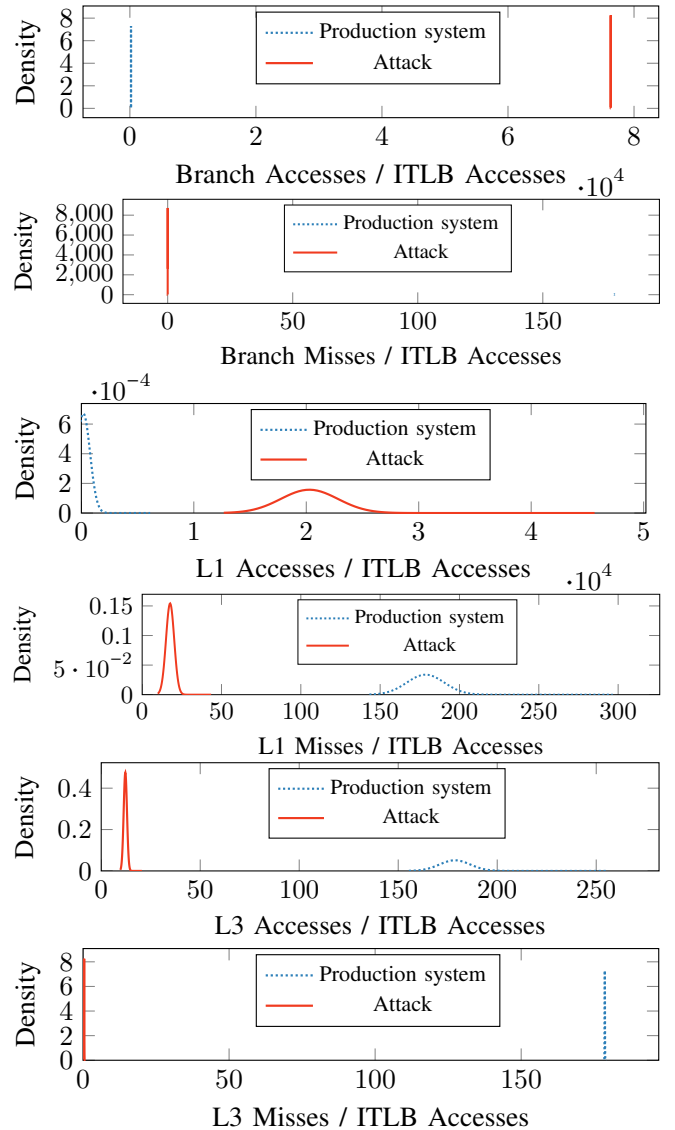 8
6
4
2
0
Density
Production system
Attack
0
2
4
6
8
Branch Accesses / ITLB Accesses
·10⁴
8,000
6,000
4,000
2,000
0
Density
Production system
Attack
0
50
100
150
Branch Misses / ITLB Accesses
·10⁻⁴
6
4
2
0
Density
Production system
Attack
0
1
2
3
4
5
L1 Accesses / ITLB Accesses
·10⁴
0.15
0.1
5 · 10⁻²
0
Density
Production system
Attack
0
50
100
150
200
250
300
L1 Misses / ITLB Accesses
0.4
0.2
0
Density
Production system
Attack
0
50
100
150
200
250
L3 Accesses / ITLB Accesses
8
6
4
2
0
Density
Production system
Attack
0
50
100
150
L3 Misses / ITLB Accesses